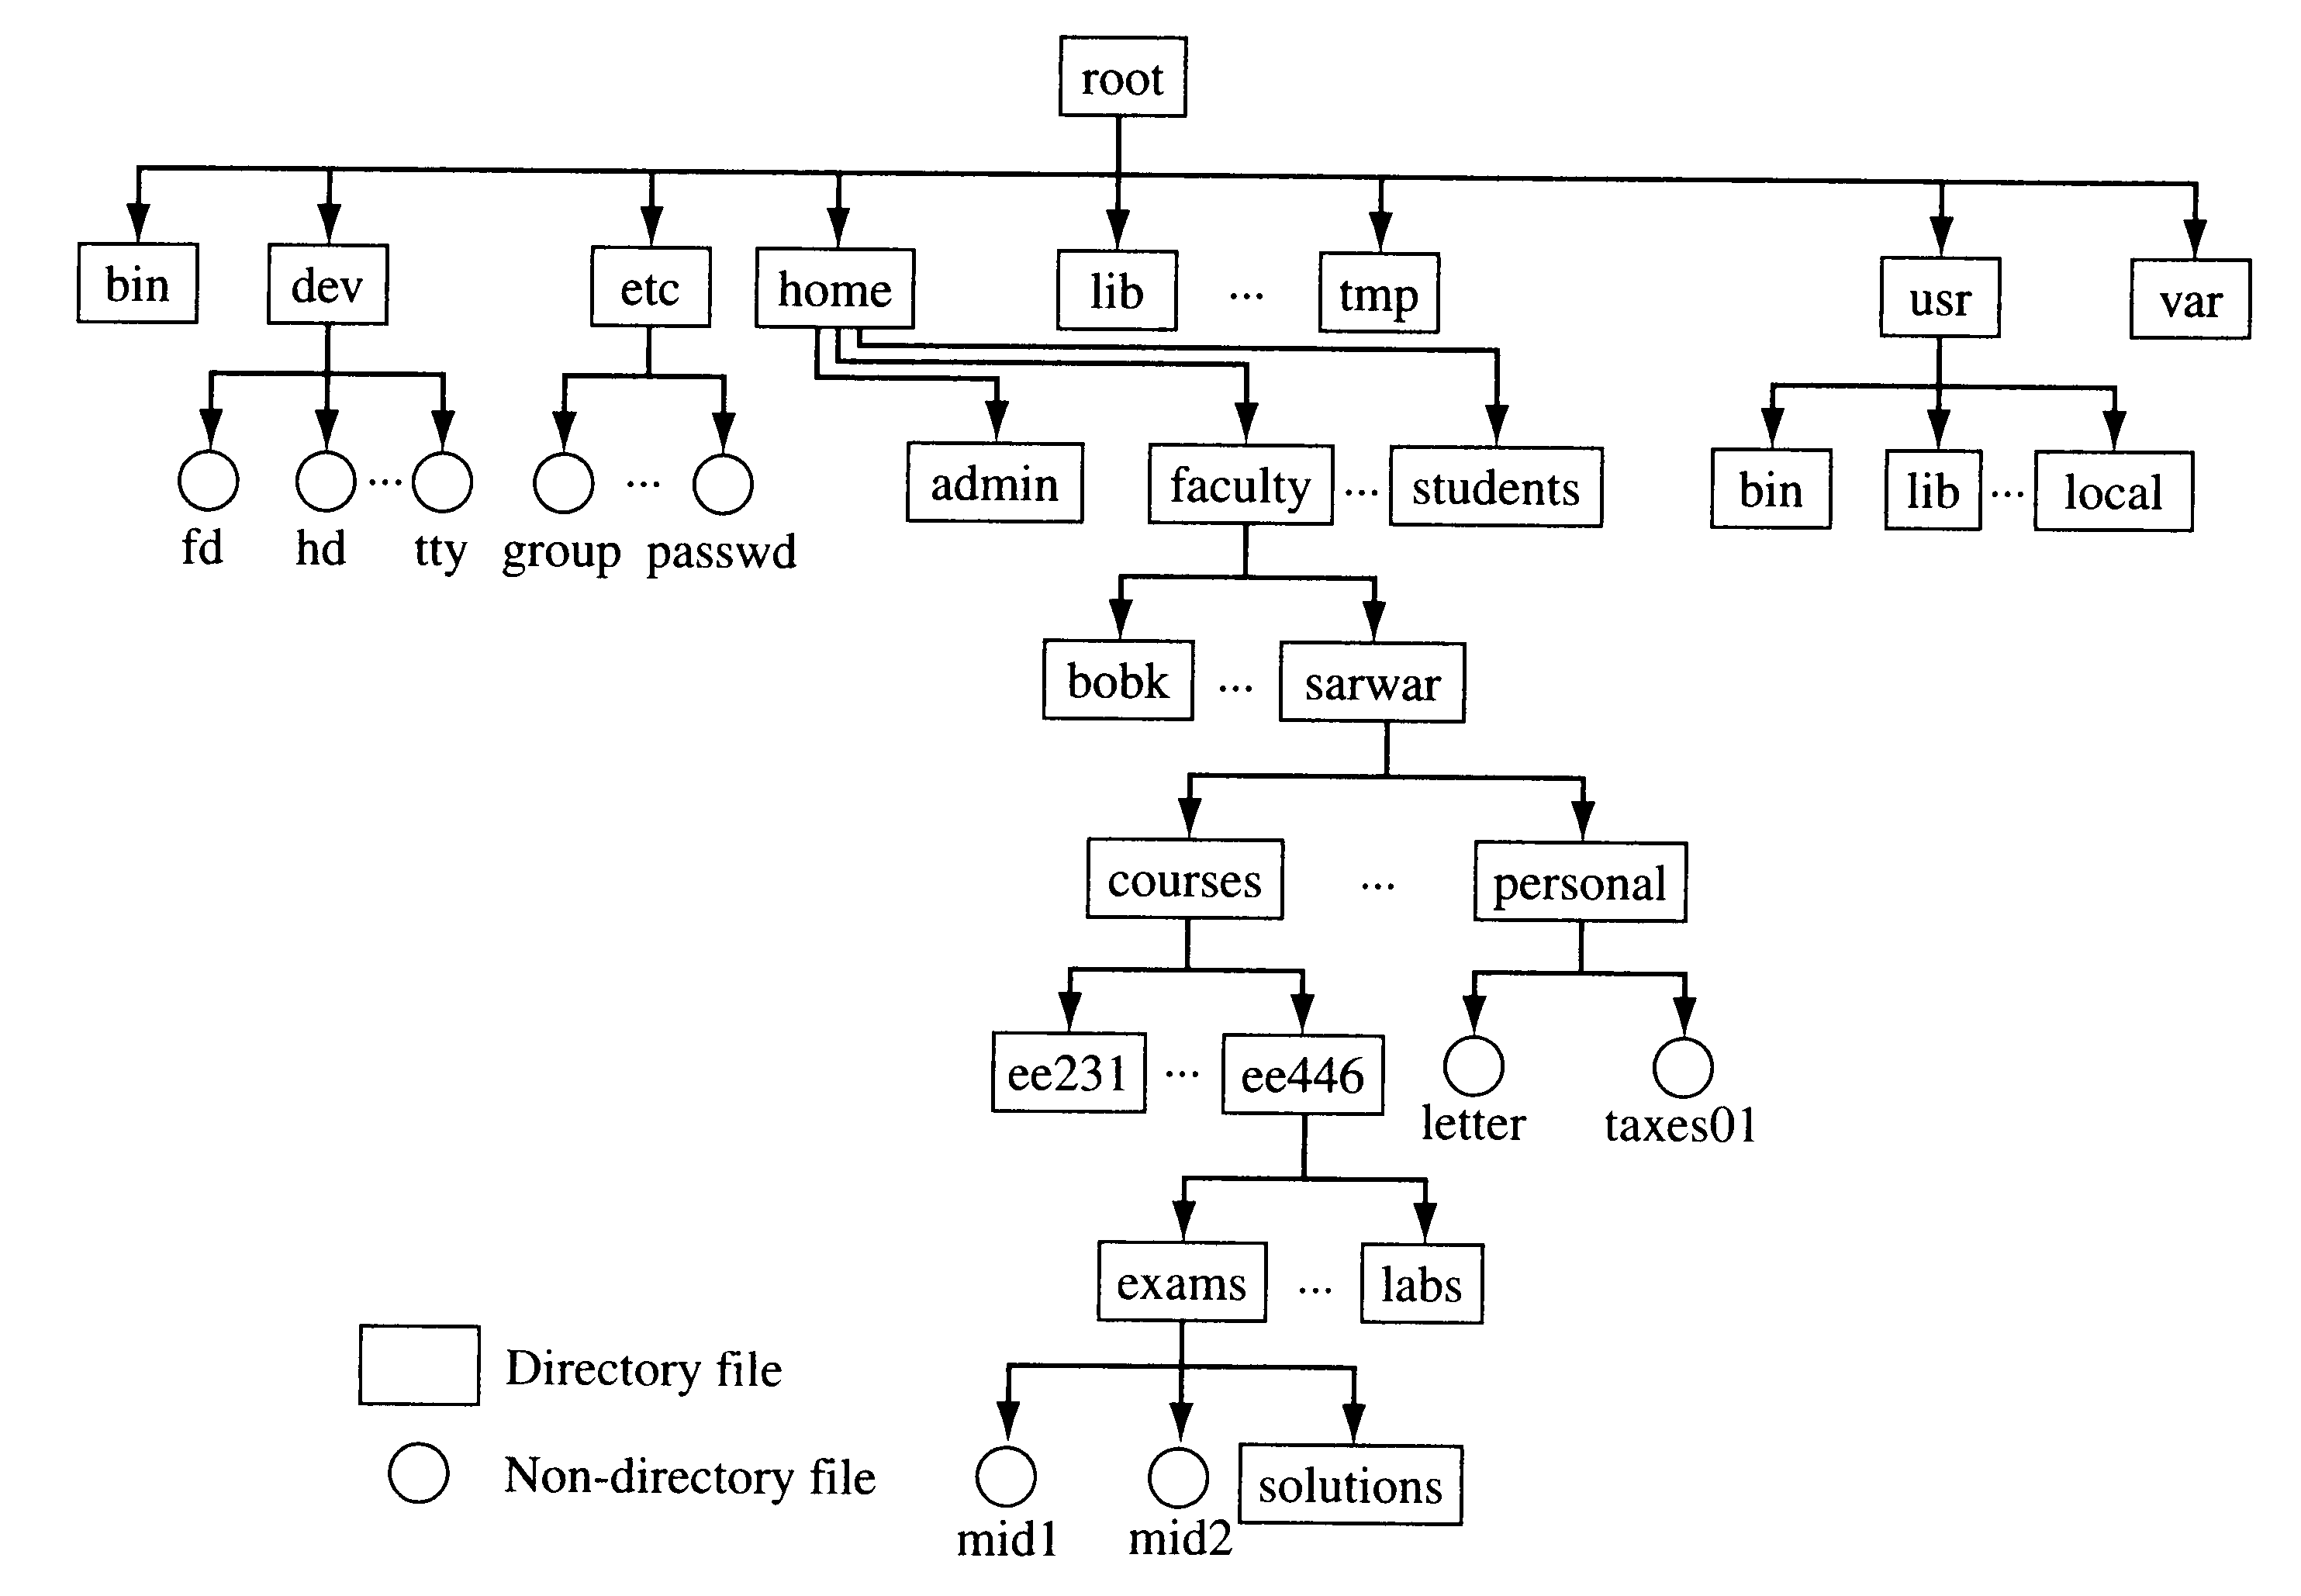 root
bin dev etc home lib ... tmp usr var
fd hd ... tty group ... passwd admin faculty ... students bin lib ... local
bobk ... sarwar
courses ... personal
ee231 ... ee446 letter taxes01
exams ... labs
Directory file
Non-directory file
mid1 mid2 solutions